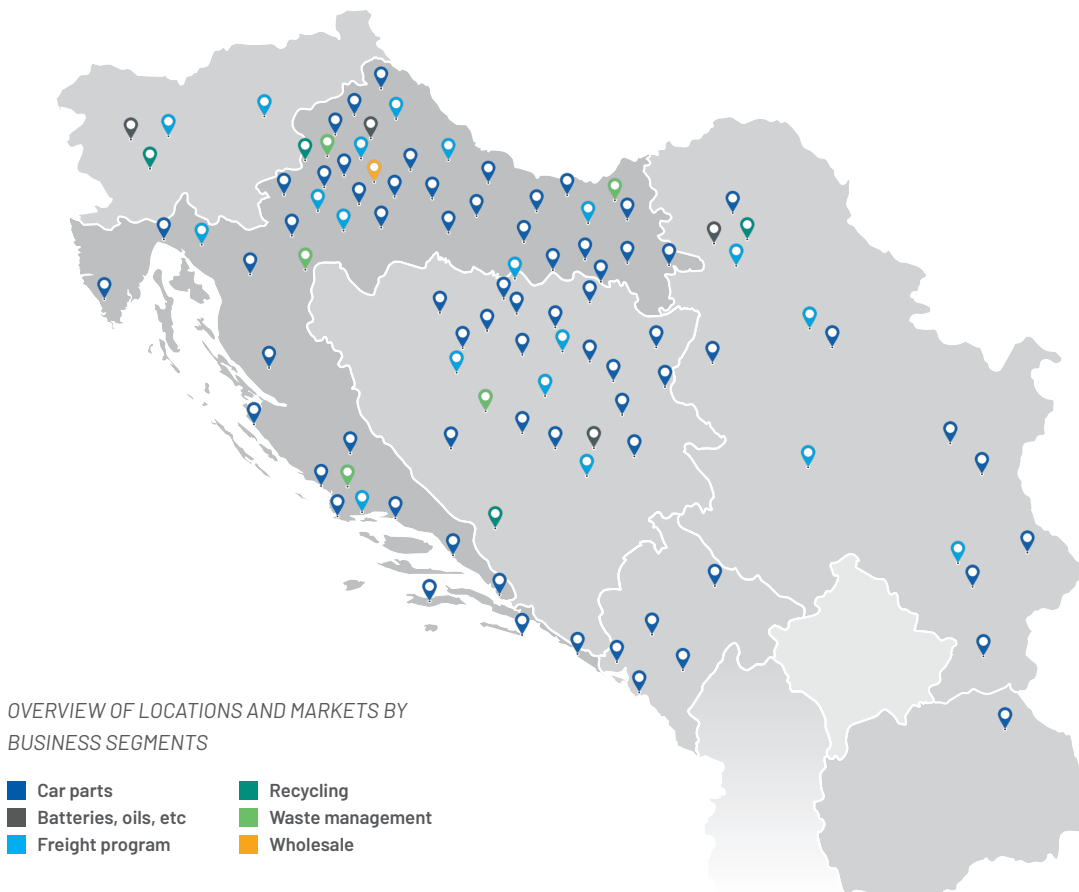 OVERVIEW OF LOCATIONS AND MARKETS BY
BUSINESS SEGMENTS
Car parts
Batteries, oils, etc
Freight program
Recycling
Waste management
Wholesale